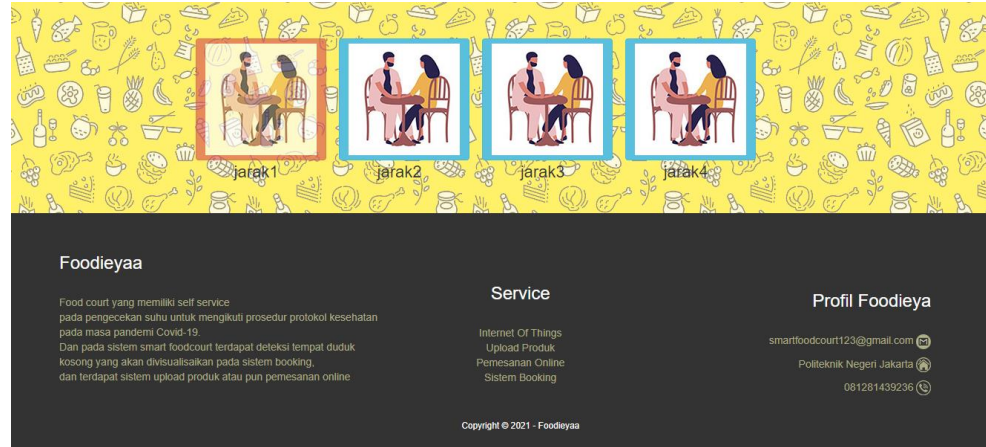 jarak1
jarak2
jarak3
jarak4
Foodieyaa
Food court yang memiliki self service
pada pengecekan suhu untuk mengikuti prosedur protokol kesehatan
pada masa pandemi Covid-19.
Dan pada sistem smart foodcourt terdapat deteksi tempat duduk
kosong yang akan divisualisaikan pada sistem booking,
dan terdapat sistem upload produk atau pun pemesanan online
Service
Internet Of Things
Upload Produk
Pemesanan Online
Sistem Booking
Profil Foodieya
smartfoodcourt123@gmail.com
Politeknik Negeri Jakarta
081281439236
Copyright © 2021 - Foodieyaa